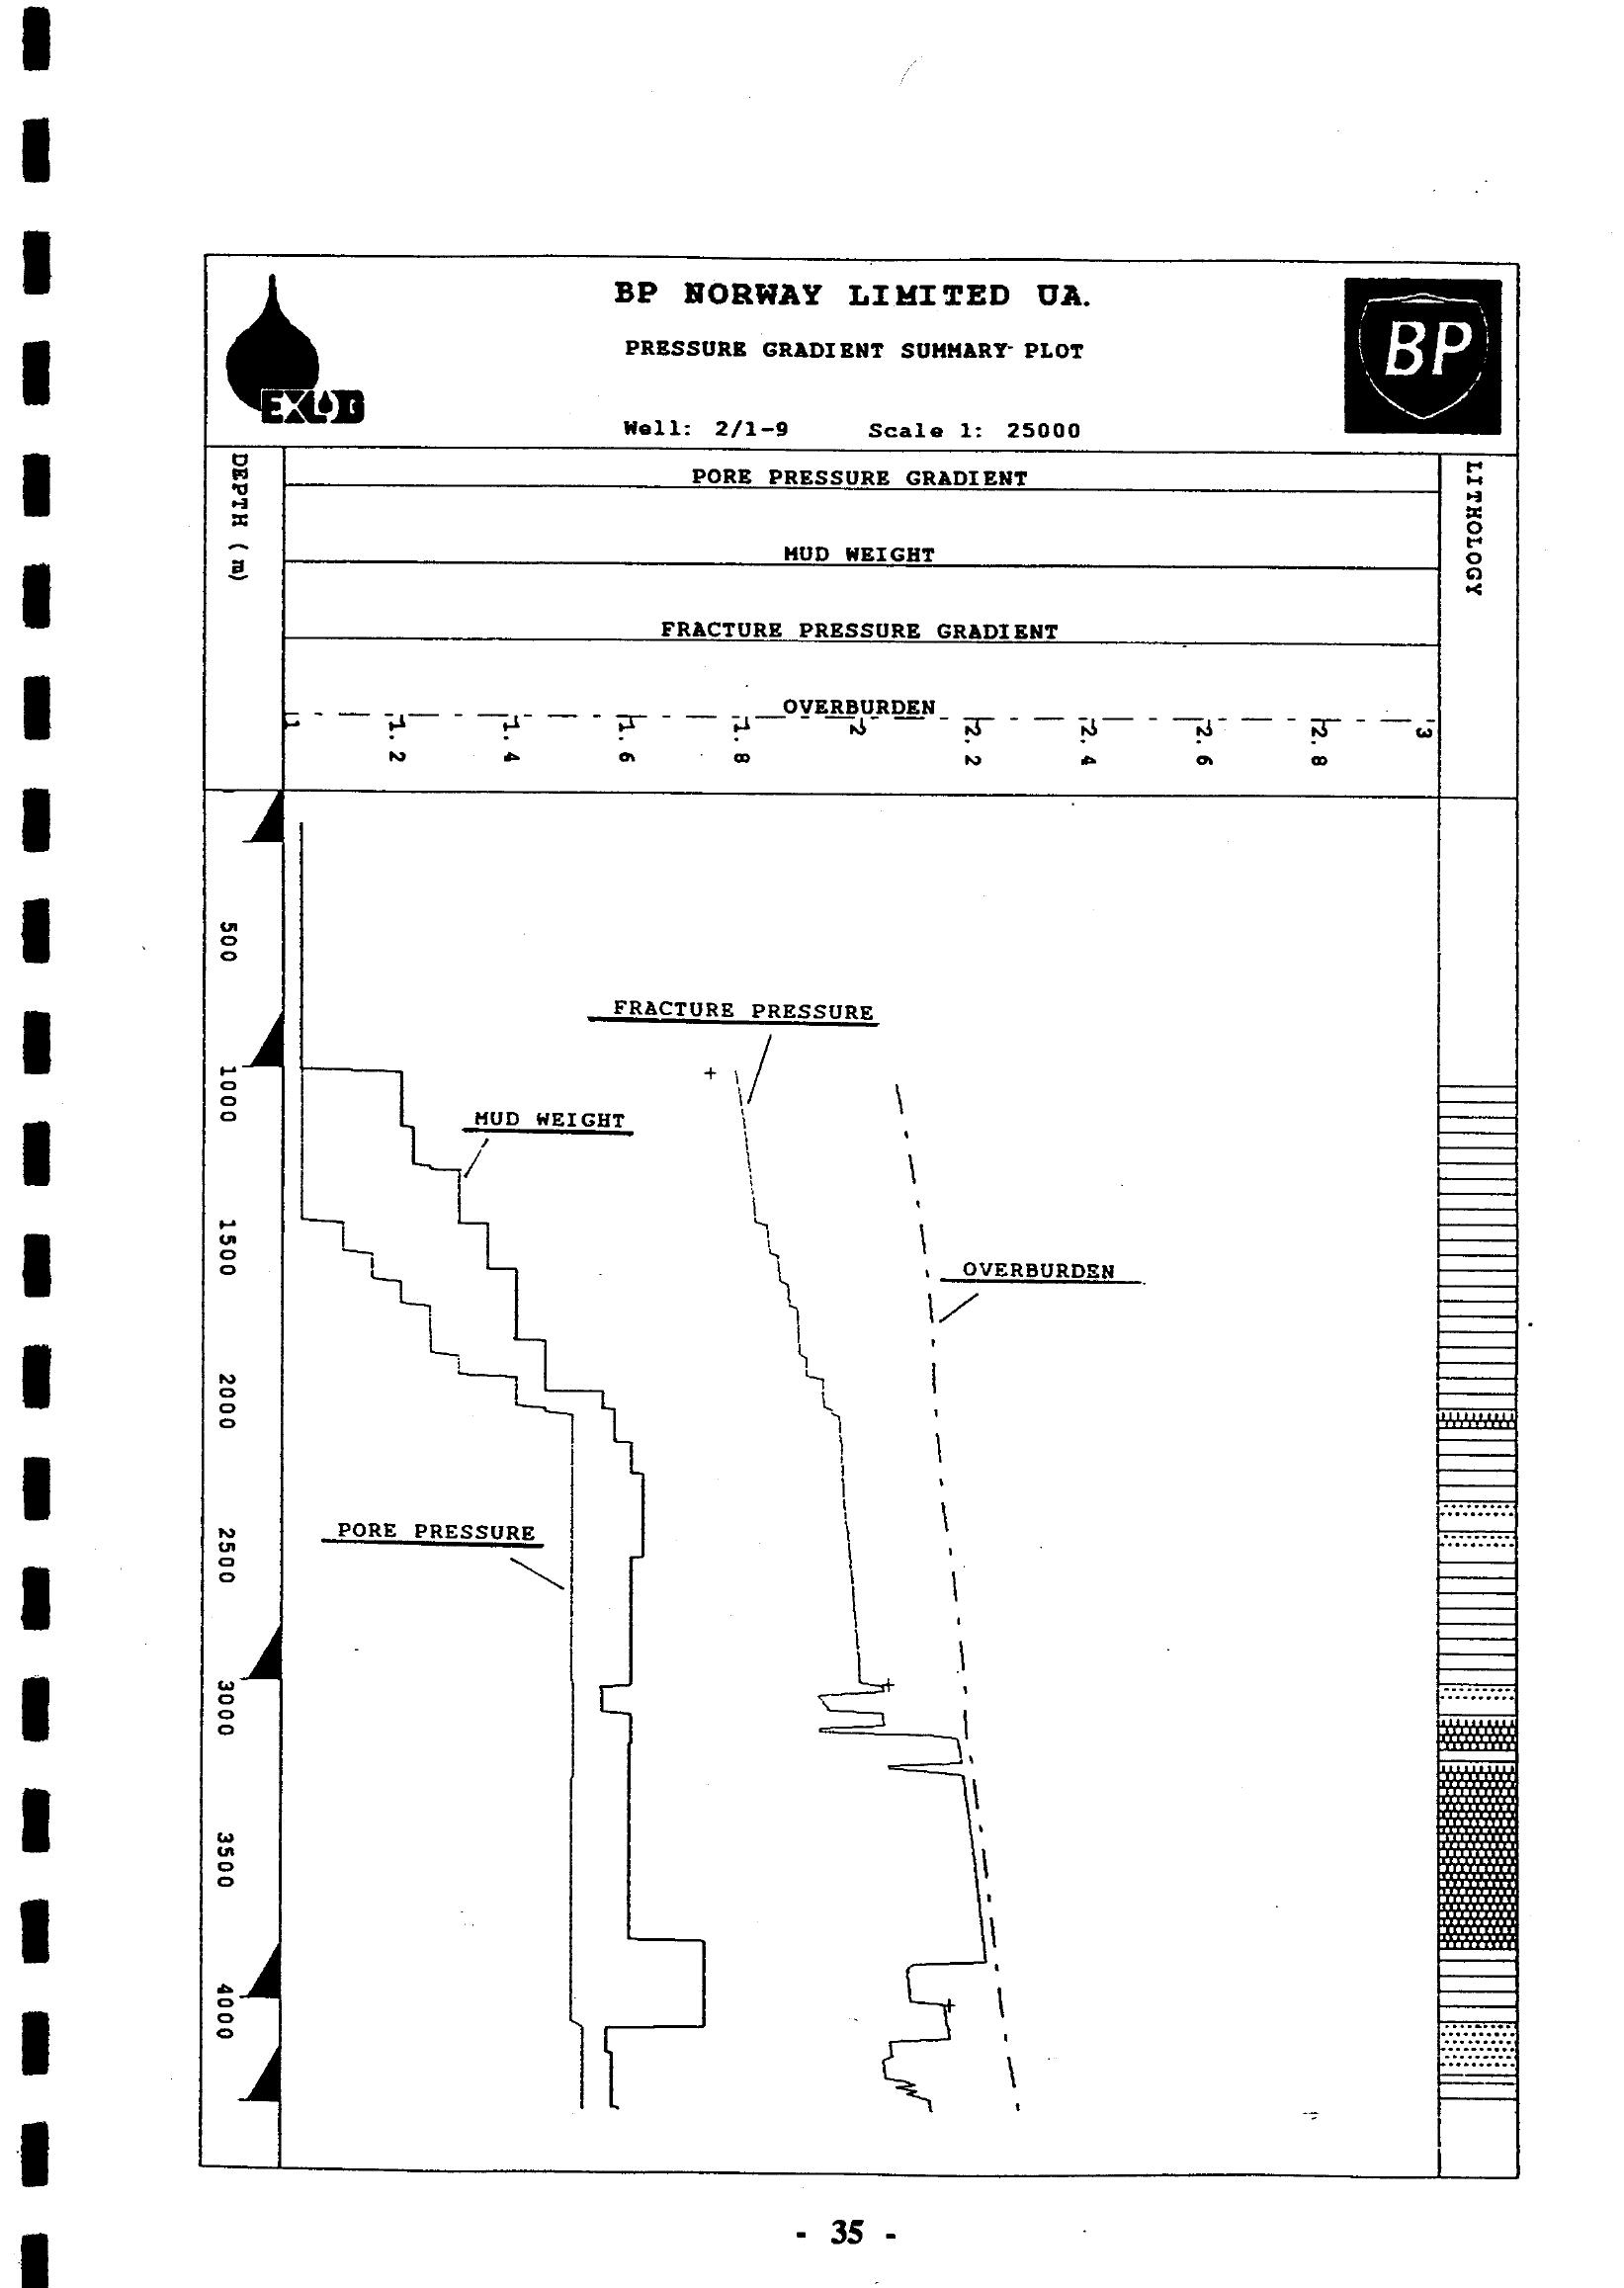 BP NORWAY LIMITED UA.
PRESSURE GRADIENT SUMMARY PLOT
Well: 2/1-9 Scale 1: 25000
EXLOG
BP
DEPTH (m)
LITHOLOGY
PORE PRESSURE GRADIENT
MUD WEIGHT
FRACTURE PRESSURE GRADIENT
OVERBURDEN
1 1.2 1.4 1.6 1.8 2 2.2 2.4 2.6 2.8 3
500
FRACTURE PRESSURE
1000
MUD WEIGHT
1500
OVERBURDEN
2000
PORE PRESSURE
2500
3000
3500
4000
- 35 -